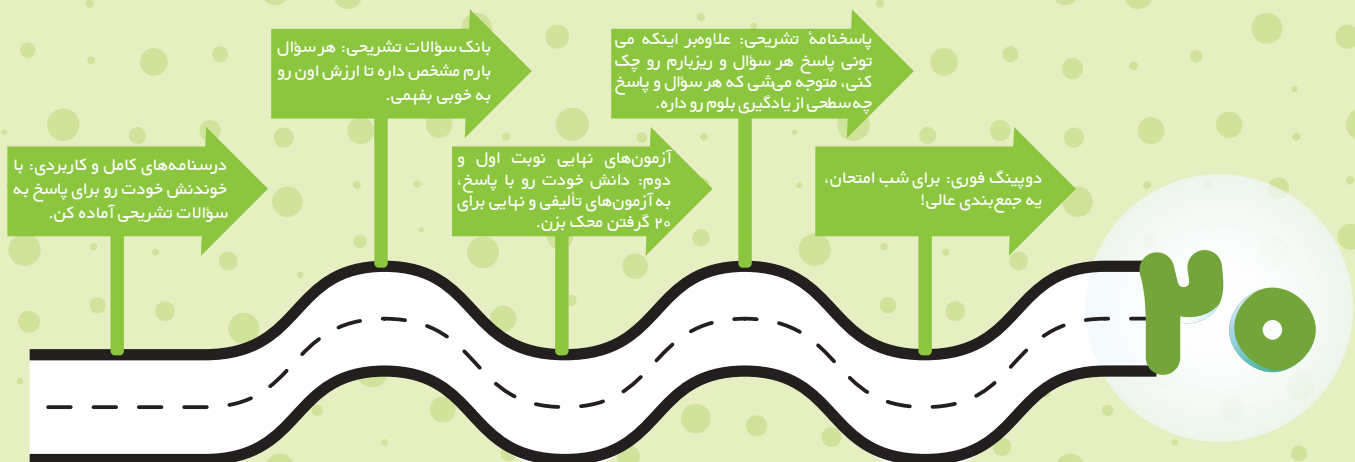 درسنامه‌های کامل و کاربردی: با
خوندنش خودت رو برای پاسخ به
سؤالات تشریحی آماده کن.
بانک سؤالات تشریحی: هر سؤال
بارم مشخص داره تا ارزش اون رو
به خوبی بفهمی.
آزمون‌های نهایی نوبت اول و
دوم: دانش خودت رو با پاسخ،
به آزمون‌های تألیفی و نهایی برای
۲۰ گرفتن محک بزن.
پاسخنامهٔ تشریحی: علاوه‌بر اینکه می
تونی پاسخ هر سؤال و ریزبارم رو چک
کنی، متوجه می‌شی که هر سؤال و پاسخ
چه‌سطحی از یادگیری بلوم رو داره.
دوپینگ فوری: برای شب امتحان،
یه جمع‌بندی عالی!
۲۰